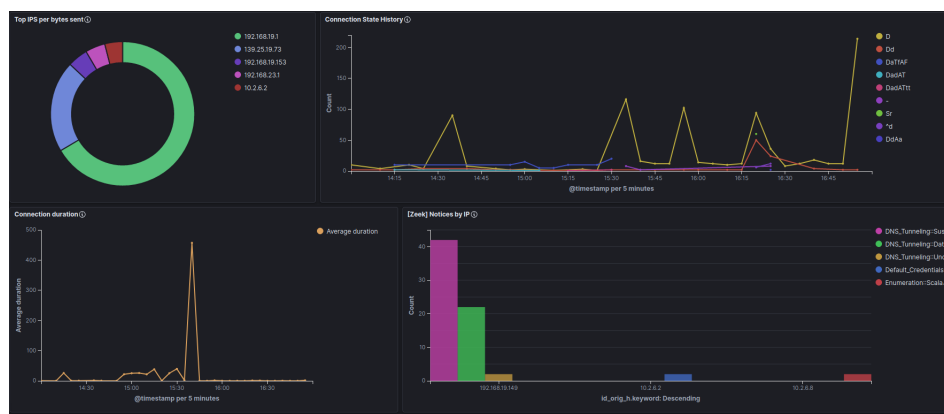 Top IPS per bytes sent
192.168.19.1
139.25.19.73
192.168.19.153
192.168.23.1
10.2.6.2
Connection State History
200
150
100
50
0
Count
14:15
14:30
14:45
15:00
15:15
15:30
15:45
16:00
16:15
16:30
16:45
@timestamp per 5 minutes
D
Dd
DaTfAF
DadAT
DadATtt
-
Sr
^d
DdAa
Connection duration
500
400
300
200
100
0
Average duration
14:30
15:00
15:30
16:00
16:30
@timestamp per 5 minutes
Average duration
[Zeek] Notices by IP
40
30
20
10
0
Count
192.168.19.149
10.2.6.2
10.2.6.8
id_orig_h.keyword: Descending
DNS_Tunneling::Sus
DNS_Tunneling::Dat
DNS_Tunneling::Unc
Default_Credentials
Enumeration::Scala